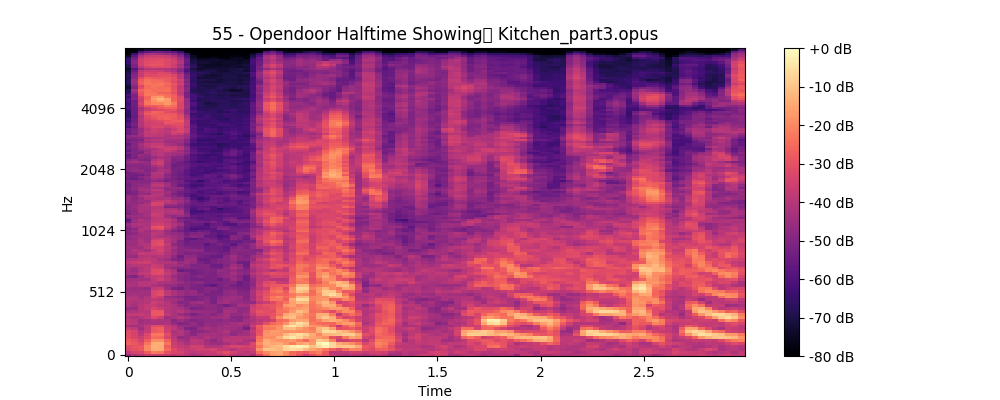 55 - Opendoor Halftime Showing▯ Kitchen_part3.opus
+0 dB
-10 dB
-20 dB
-30 dB
-40 dB
-50 dB
-60 dB
-70 dB
-80 dB
4096
2048
1024
512
0
Hz
0
0.5
1
1.5
2
2.5
Time